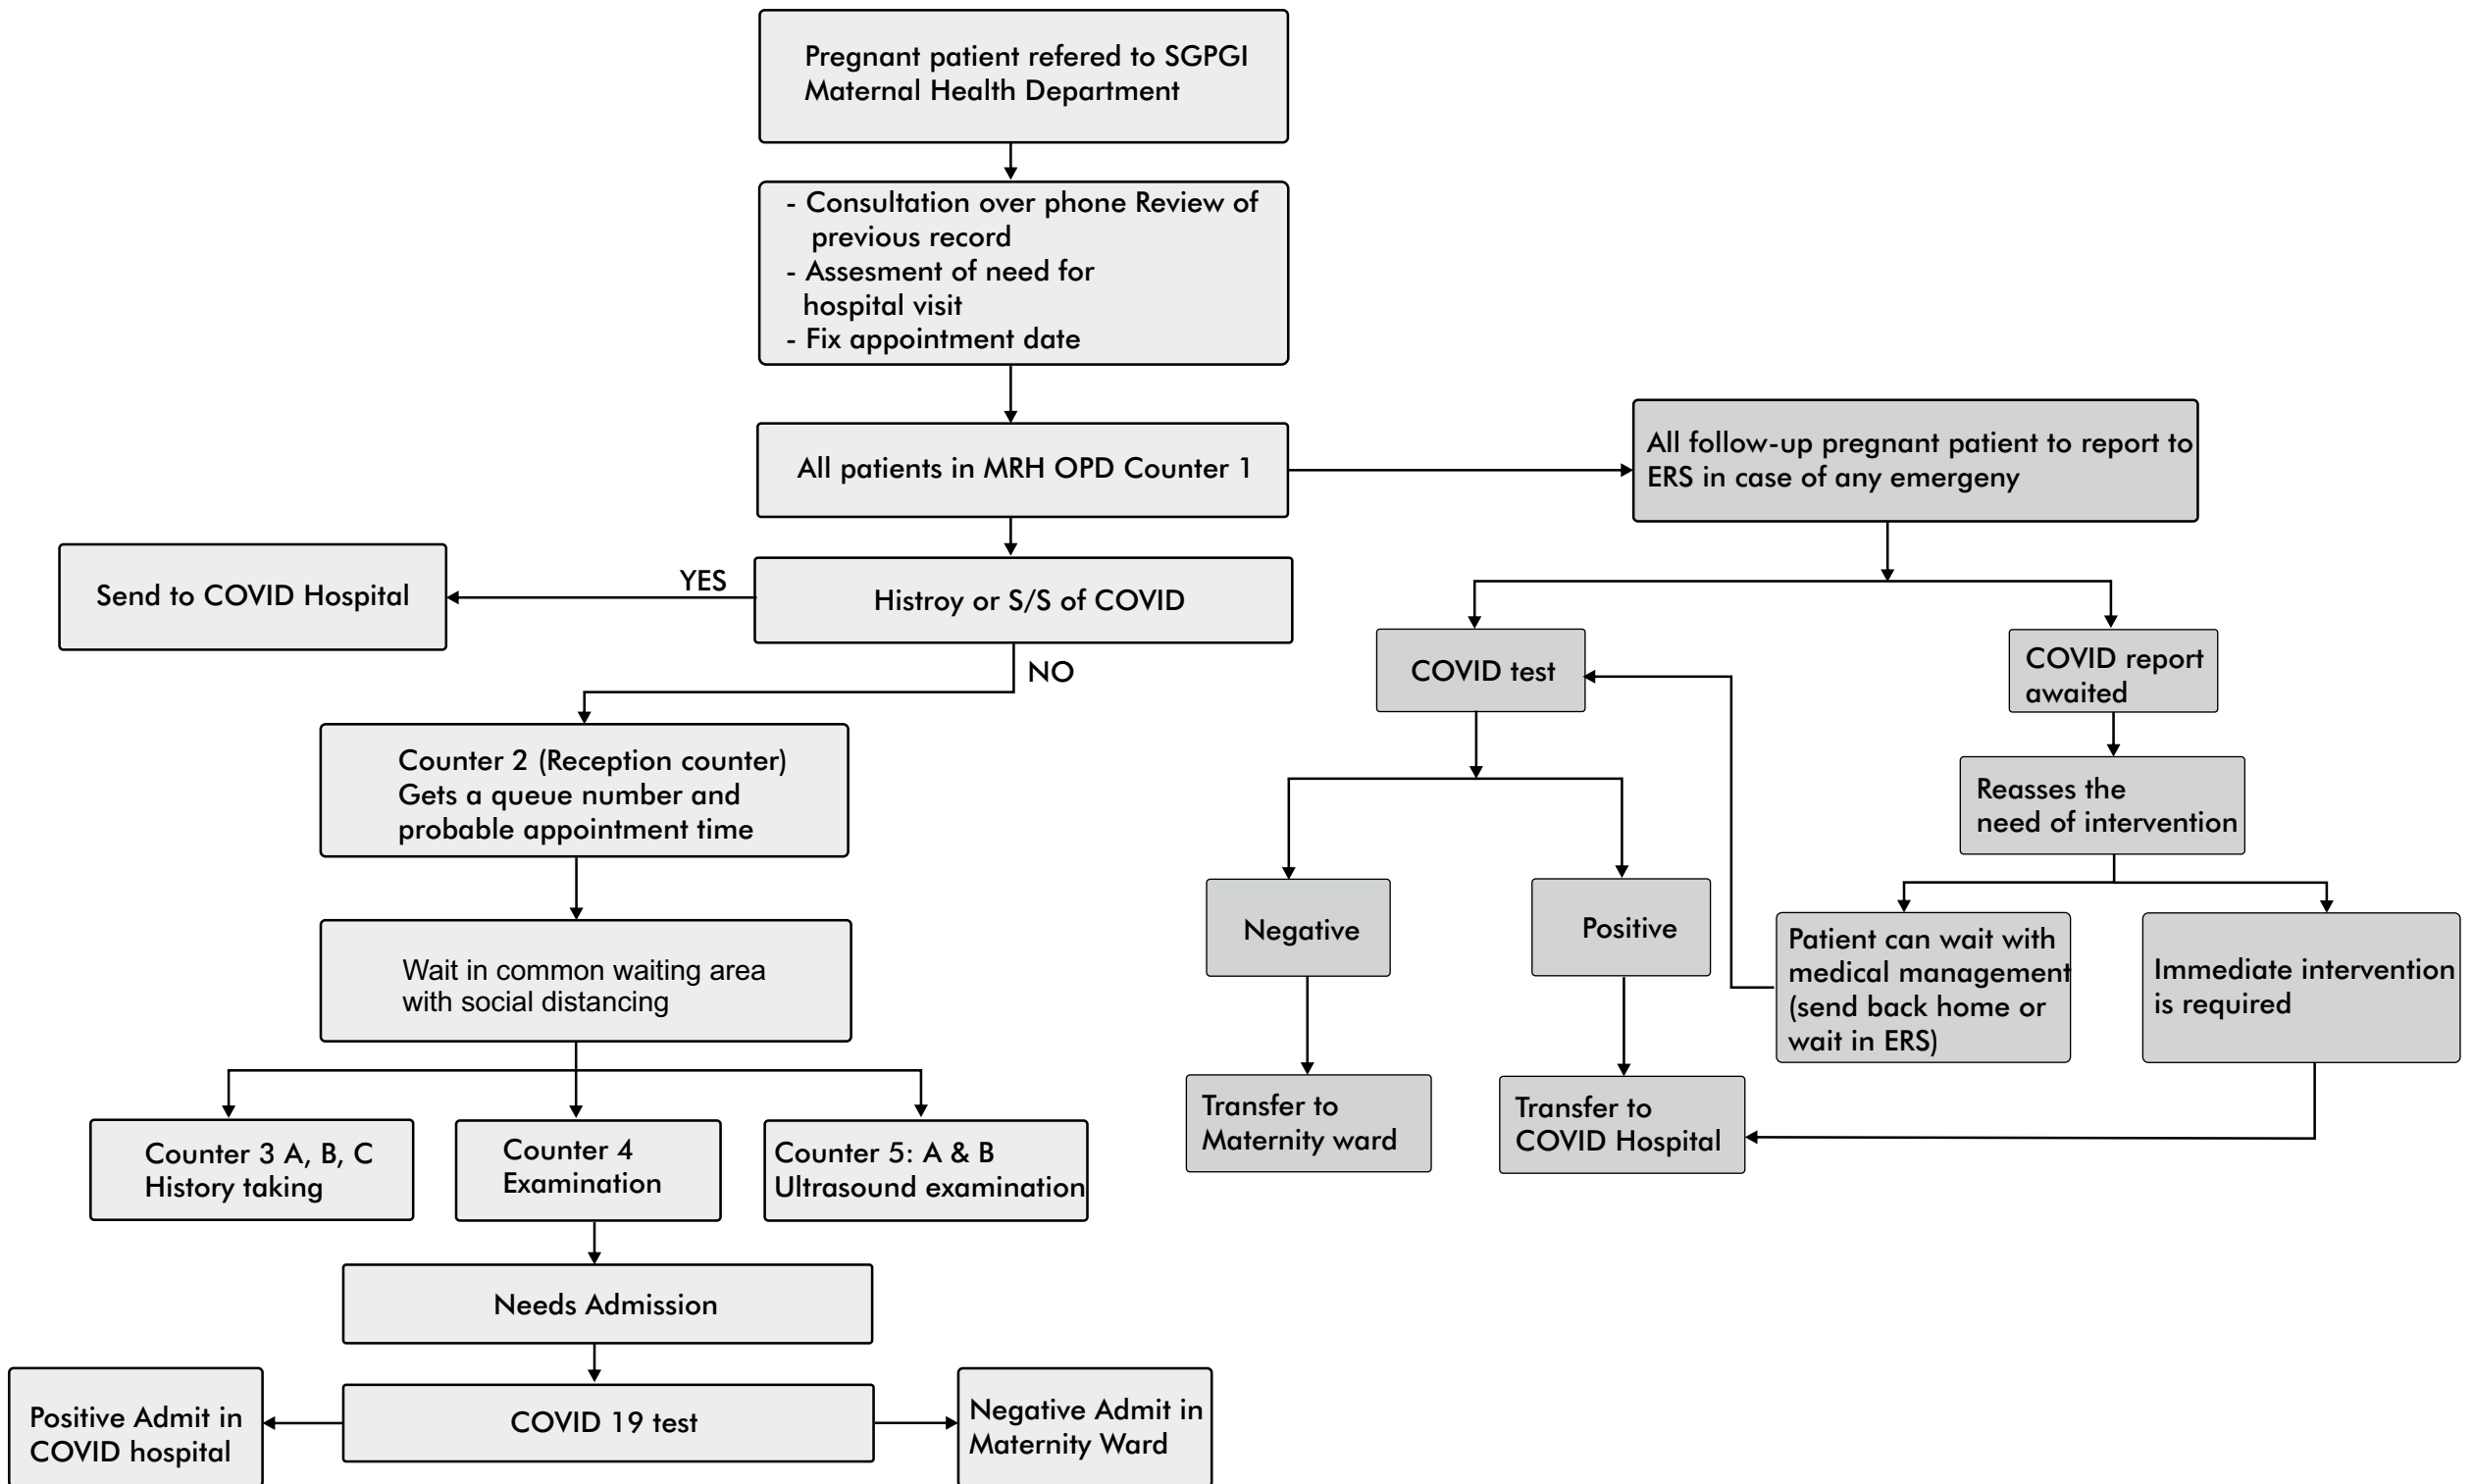 Pregnant patient refered to SGPGI
Maternal Health Department
- Consultation over phone Review of
previous record
- Assesment of need for
hospital visit
- Fix appointment date
All patients in MRH OPD Counter 1
All follow-up pregnant patient to report to
ERS in case of any emergeny
Send to COVID Hospital
YES
Histroy or S/S of COVID
NO
COVID test
COVID report
awaited
Counter 2 (Reception counter)
Gets a queue number and
probable appointment time
Reasses the
need of intervention
Wait in common waiting area
with social distancing
Negative
Positive
Patient can wait with
medical management
(send back home or
wait in ERS)
Immediate intervention
is required
Counter 3 A, B, C
History taking
Counter 4
Examination
Counter 5: A & B
Ultrasound examination
Transfer to
Maternity ward
Transfer to
COVID Hospital
Needs Admission
Positive Admit in
COVID hospital
COVID 19 test
Negative Admit in
Maternity Ward